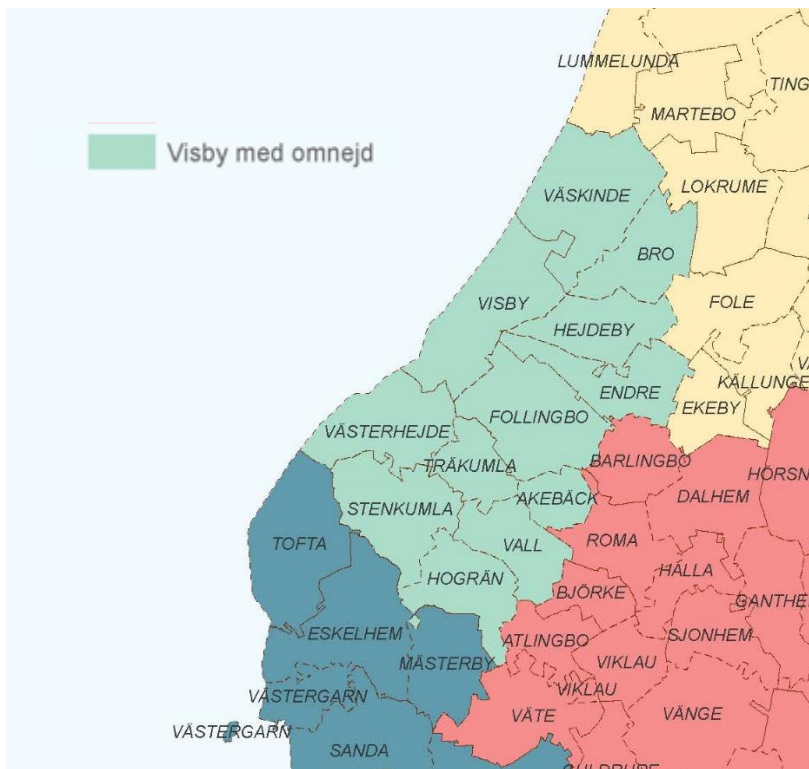 LUMMELUNDA
TING
MARTEBO
Visby med omnejd
LOKRUME
VÄSKINDE
BRO
VISBY
FOLE
HEJDEBY
KÄLLUNGE
ENDRE
EKEBY
FOLLINGBO
VÄSTERHEJDE
TRÄKUMLA
BARLINGBO
HÖRSN
DALHEM
AKEBÄCK
STENKUMLA
TOFTA
VALL
ROMA
HALLA
HOGRÄN
BJÖRKE
GANTHE
ESKELHEM
ATLINGBO
SJONHEM
MÄSTERBY
VIKLAU
VÄSTERGARN
VIKLAU
VÄTE
VÄNGE
VÄSTERGARN
SANDA